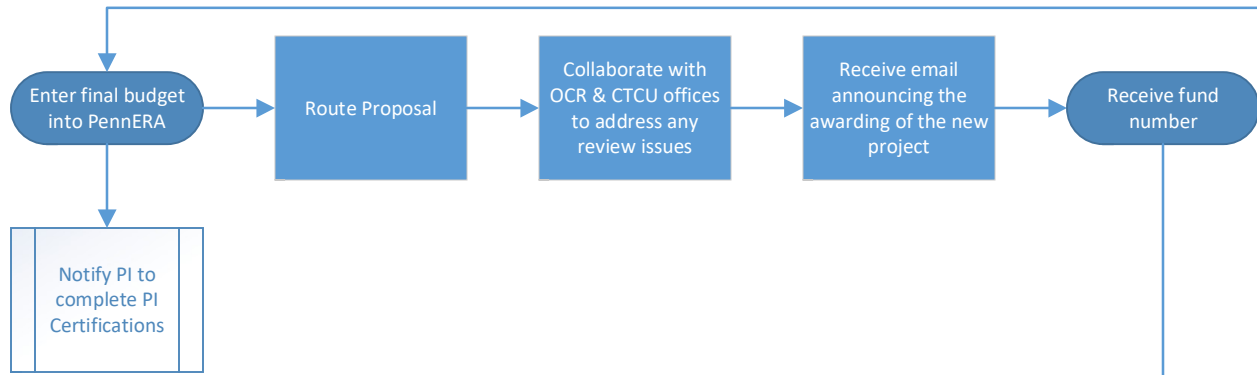 Enter final budget
into PennERA
Route Proposal
Collaborate with
OCR & CTCU offices
to address any
review issues
Receive email
announcing the
awarding of the new
project
Receive fund
number
Notify PI to
complete PI
Certifications